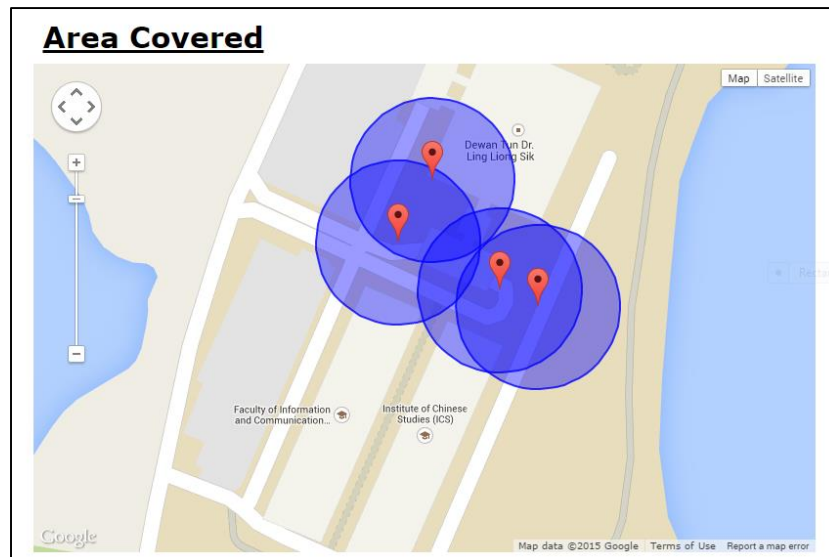 Area Covered
Map Satellite
Dewan Tun Dr.
Ling Liong Sik
Faculty of Information
and Communication...
Institute of Chinese
Studies (ICS)
Google
Map data ©2015 Google Terms of Use Report a map error